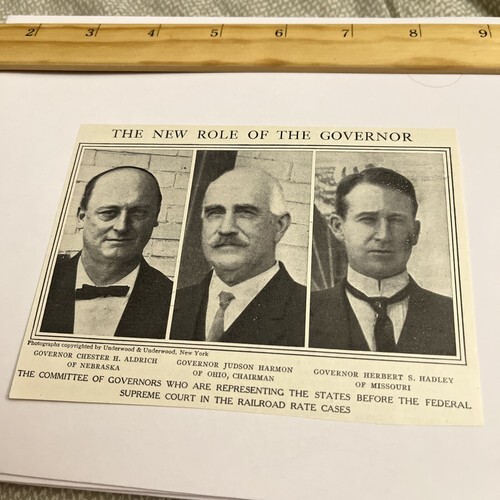 2 3 4 5 6 7 8 9
THE NEW ROLE OF THE GOVERNOR
Photographs copyrighted by Underwood & Underwood, New York
GOVERNOR CHESTER H. ALDRICH
OF NEBRASKA
GOVERNOR JUDSON HARMON
OF OHIO, CHAIRMAN
GOVERNOR HERBERT S. HADLEY
OF MISSOURI
THE COMMITTEE OF GOVERNORS WHO ARE REPRESENTING THE STATES BEFORE THE FEDERAL
SUPREME COURT IN THE RAILROAD RATE CASES